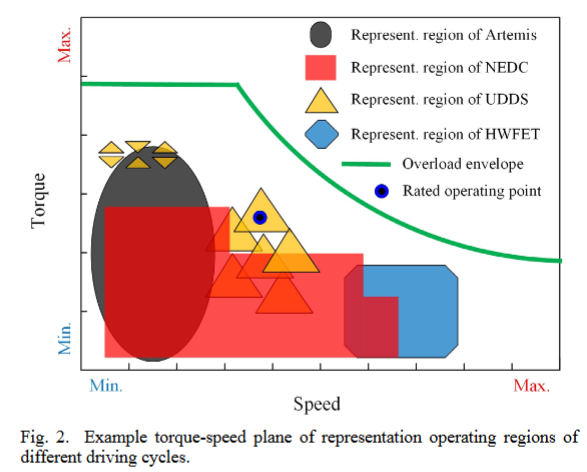 Max.
Represent. region of Artemis
Represent. region of NEDC
Represent. region of UDDS
Represent. region of HWFET
Overload envelope
Rated operating point
Torque
Min.
Min.
Max.
Speed
Fig. 2. Example torque-speed plane of representation operating regions of
different driving cycles.